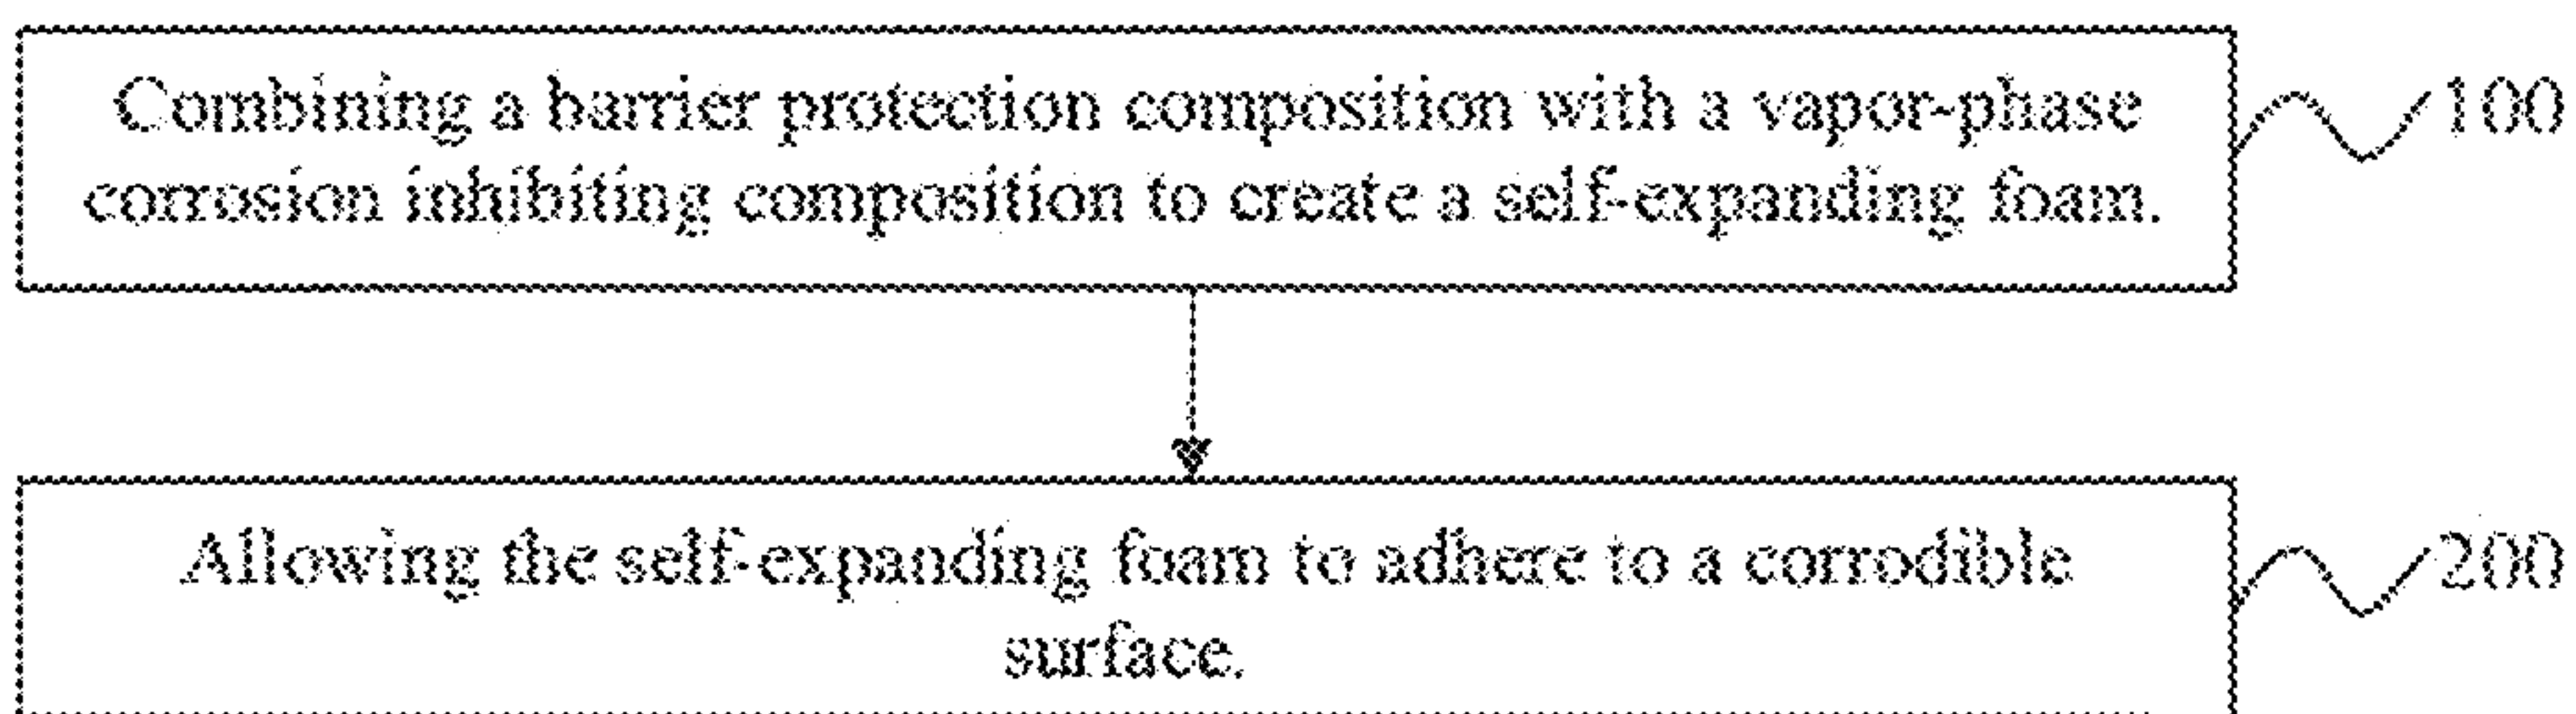 Combining a barrier protection composition with a vapor-phase
corrosion inhibiting composition to create a self-expanding foam.
100
Allowing the self-expanding foam to adhere to a corrodible
surface.
200